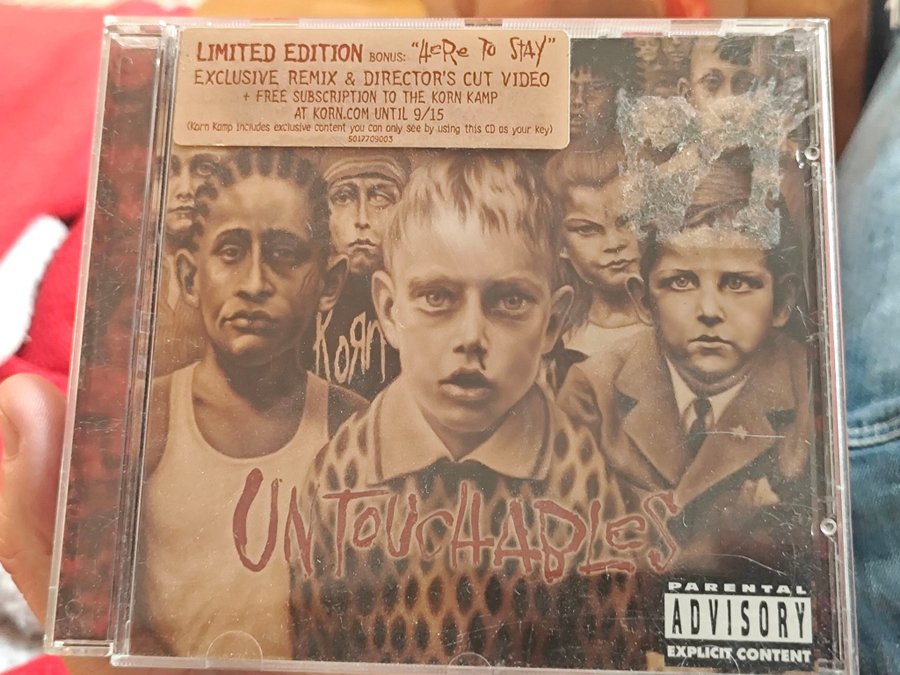 LIMITED EDITION BONUS: "HERE TO STAY"
EXCLUSIVE REMIX & DIRECTOR'S CUT VIDEO
+ FREE SUBSCRIPTION TO THE KORN KAMP
AT KORN.COM UNTIL 9/15
(Korn Kamp includes exclusive content you can only see by using this CD as your key)
5017709003
KoЯn
UNTOUCHABLES
PARENTAL
ADVISORY
EXPLICIT CONTENT